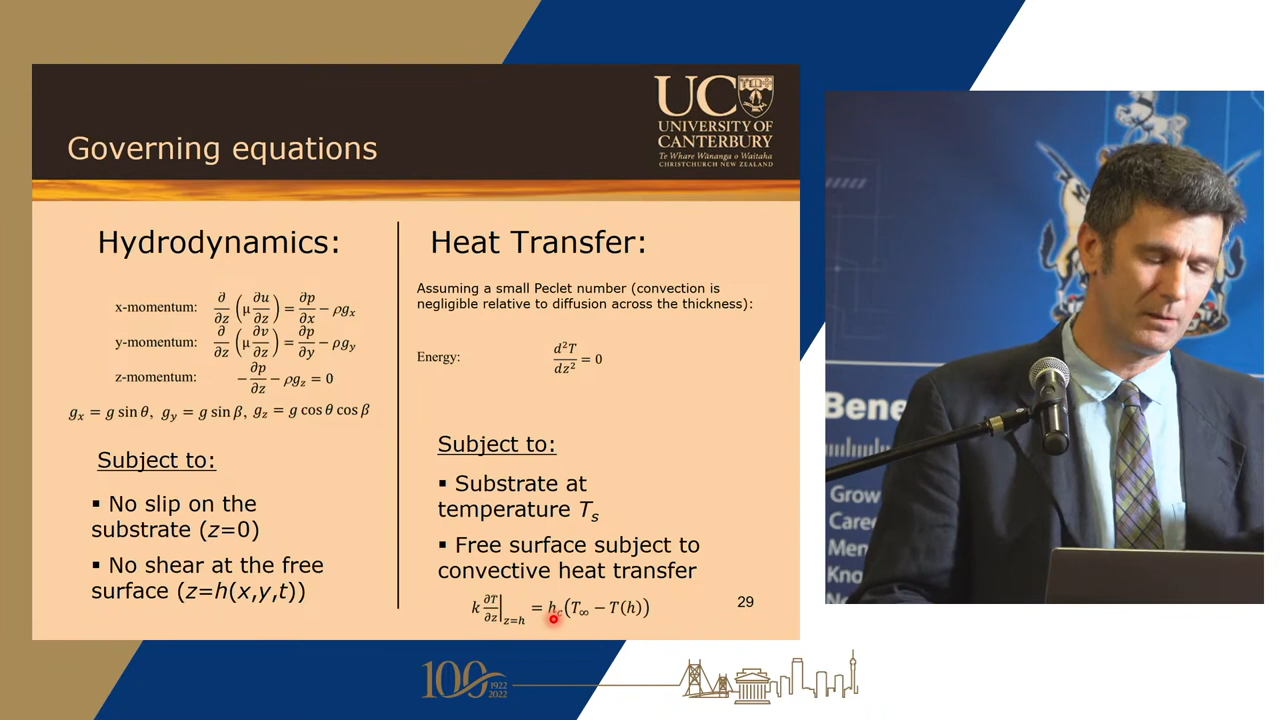 Governing equations
UC
UNIVERSITY OF
CANTERBURY
Te Whare Wānanga o Waitaha
CHRISTCHURCH NEW ZEALAND
Hydrodynamics:
x-momentum: ∂/∂z (μ ∂u/∂z) = ∂p/∂x − ρg_x
y-momentum: ∂/∂z (μ ∂v/∂z) = ∂p/∂y − ρg_y
z-momentum: −∂p/∂z − ρg_z = 0
g_x = g sin θ, g_y = g sin β, g_z = g cos θ cos β
Subject to:
▪ No slip on the
substrate (z=0)
▪ No shear at the free
surface (z=h(x,y,t))
Heat Transfer:
Assuming a small Peclet number (convection is
negligible relative to diffusion across the thickness):
Energy: d²T/dz² = 0
Subject to:
▪ Substrate at
temperature T_s
▪ Free surface subject to
convective heat transfer
k ∂T/∂z|_{z=h} = h_c(T_∞ − T(h))
29
Bene
Grow
Caree
Mem
Kno
100 1922
2022